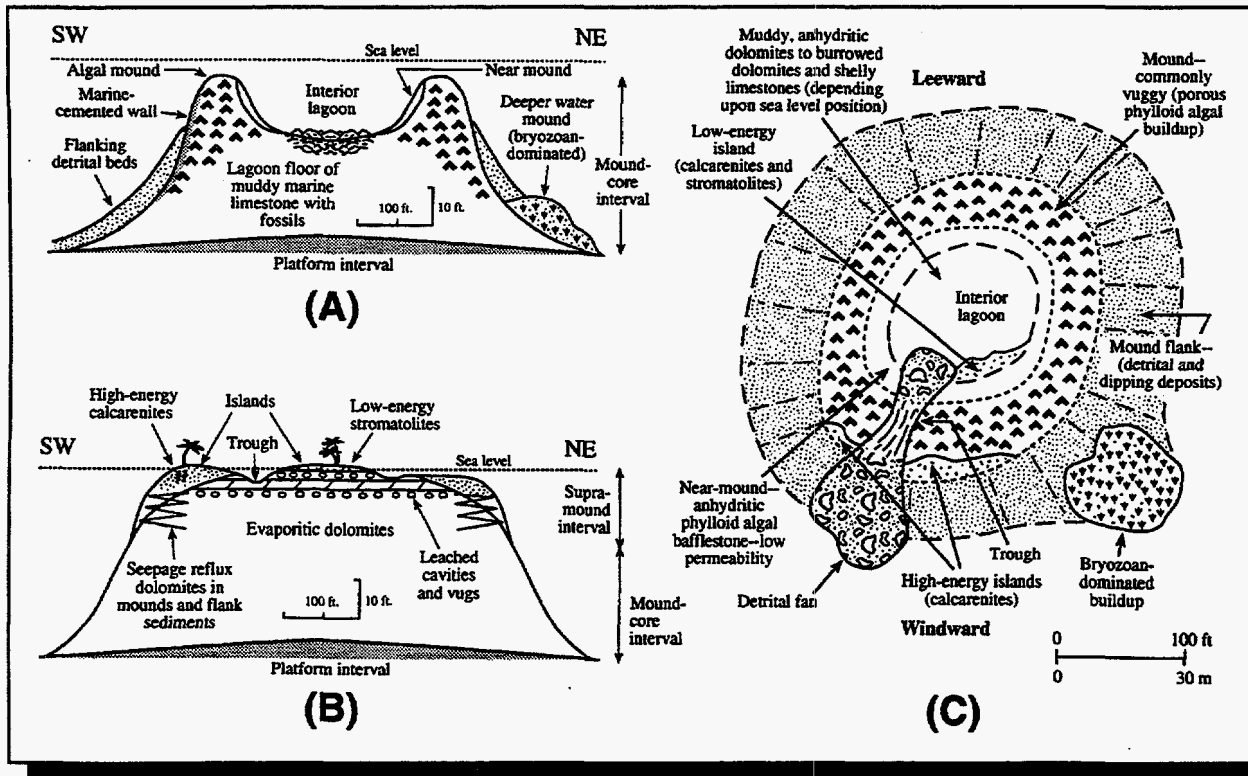 SW
NE
Sea level
Algal mound
Near mound
Marine-
cemented wall
Interior
lagoon
Deeper water
mound
(bryozoan-
dominated)
Flanking
detrital beds
Mound-
core
interval
Lagoon floor of
muddy marine
limestone with
fossils
100 ft.
10 ft.
Platform interval
(A)
High-energy
calcarenites
Islands
Low-energy
stromatolites
Trough
SW
NE
Sea level
Supra-
mound
interval
Evaporitic dolomites
Seepage reflux
dolomites in
mounds and flank
sediments
Leached
cavities
and vugs
100 ft.
10 ft.
Mound-
core
interval
Platform interval
(B)
Muddy, anhydritic
dolomites to burrowed
dolomites and shelly
limestones (depending
upon sea level position)
Leeward
Mound--
commonly
vuggy (porous
phylloid algal
buildup)
Low-energy
island
(calcarenites and
stromatolites)
Interior
lagoon
Mound flank--
(detrital and
dipping deposits)
Near-mound--
anhydritic
phylloid algal
bafflestone--low
permeability
Trough
Detrital fan
High-energy islands
(calcarenites)
Bryozoan-
dominated
buildup
Windward
0 100 ft
0 30 m
(C)